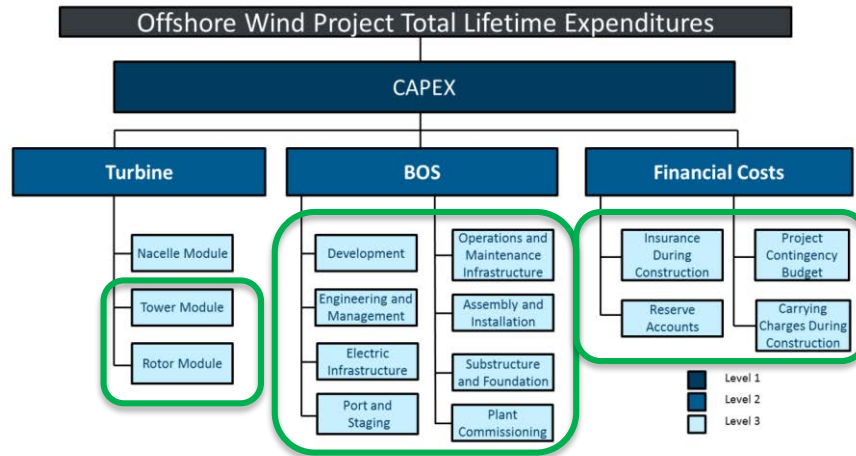 Offshore Wind Project Total Lifetime Expenditures
CAPEX
Turbine
BOS
Financial Costs
Nacelle Module
Tower Module
Rotor Module
Development
Engineering and
Management
Electric
Infrastructure
Port and
Staging
Operations and
Maintenance
Infrastructure
Assembly and
Installation
Substructure
and Foundation
Plant
Commissioning
Insurance
During
Construction
Reserve
Accounts
Project
Contingency
Budget
Carrying
Charges During
Construction
Level 1
Level 2
Level 3